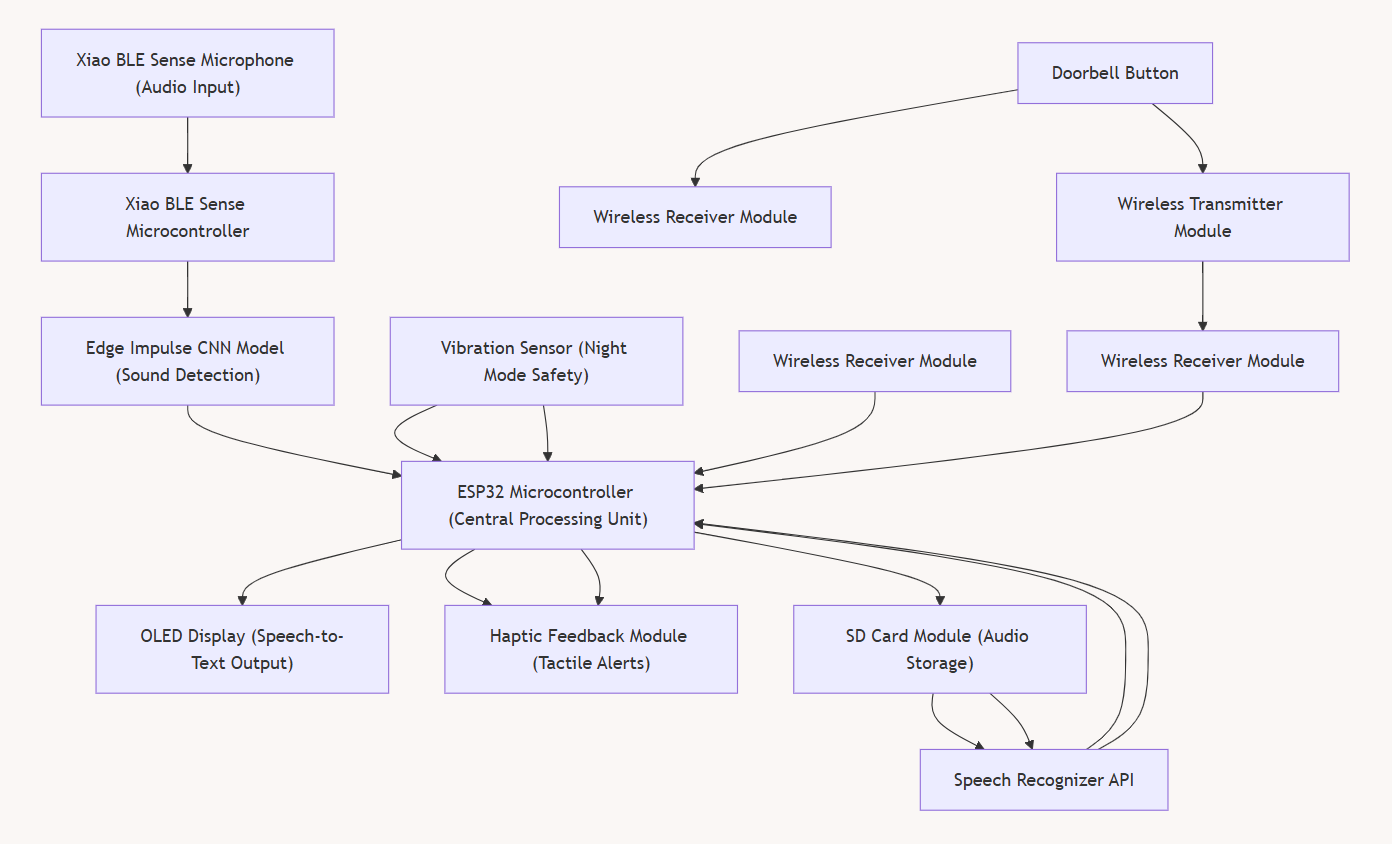 Xiao BLE Sense Microphone
(Audio Input)
Doorbell Button
Xiao BLE Sense
Microcontroller
Wireless Receiver Module
Wireless Transmitter
Module
Edge Impulse CNN Model
(Sound Detection)
Vibration Sensor (Night
Mode Safety)
Wireless Receiver Module
Wireless Receiver Module
ESP32 Microcontroller
(Central Processing Unit)
OLED Display (Speech-to-
Text Output)
Haptic Feedback Module
(Tactile Alerts)
SD Card Module (Audio
Storage)
Speech Recognizer API